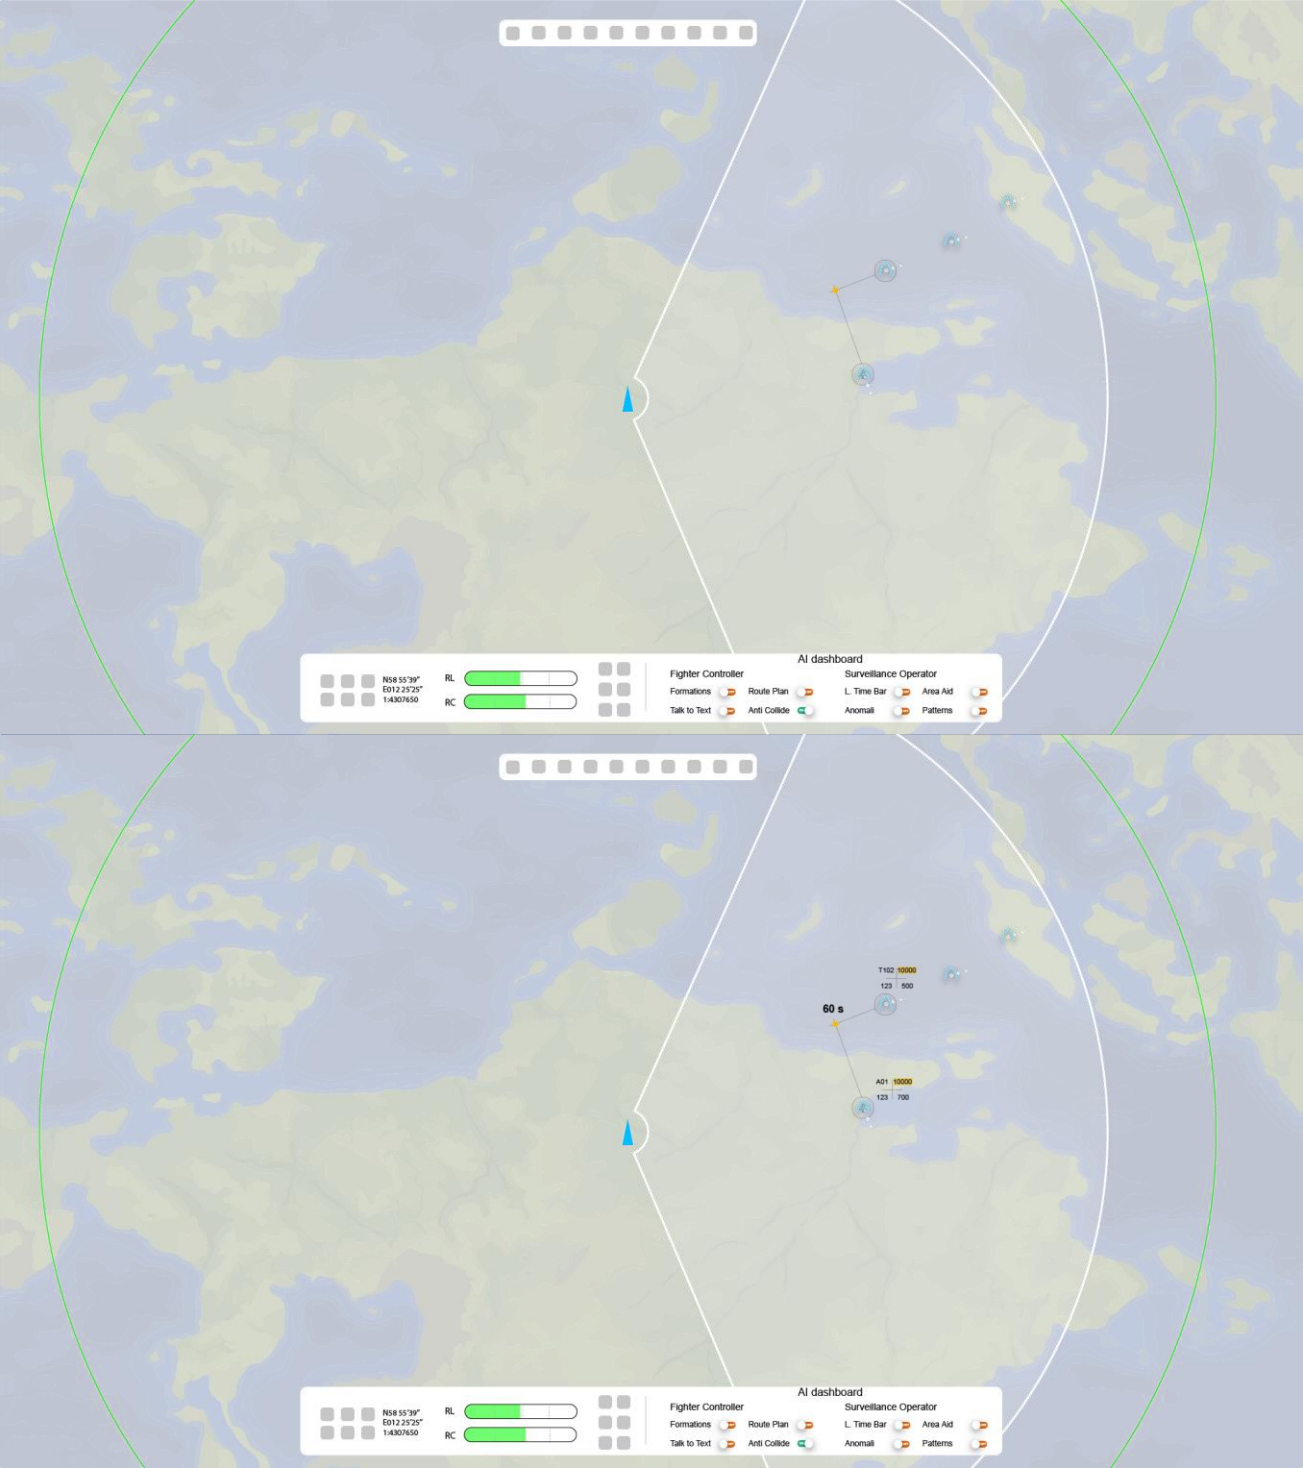 AI dashboard
Fighter Controller Surveillance Operator
N58 55'39"
E012 25'25"
1:4307650
RL
RC
Formations Route Plan L. Time Bar Area Aid
Talk to Text Anti Collide Anomali Patterns
T102 10000
123 500
60 s
A01 10000
123 700
AI dashboard
Fighter Controller Surveillance Operator
N58 55'39"
E012 25'25"
1:4307650
RL
RC
Formations Route Plan L. Time Bar Area Aid
Talk to Text Anti Collide Anomali Patterns